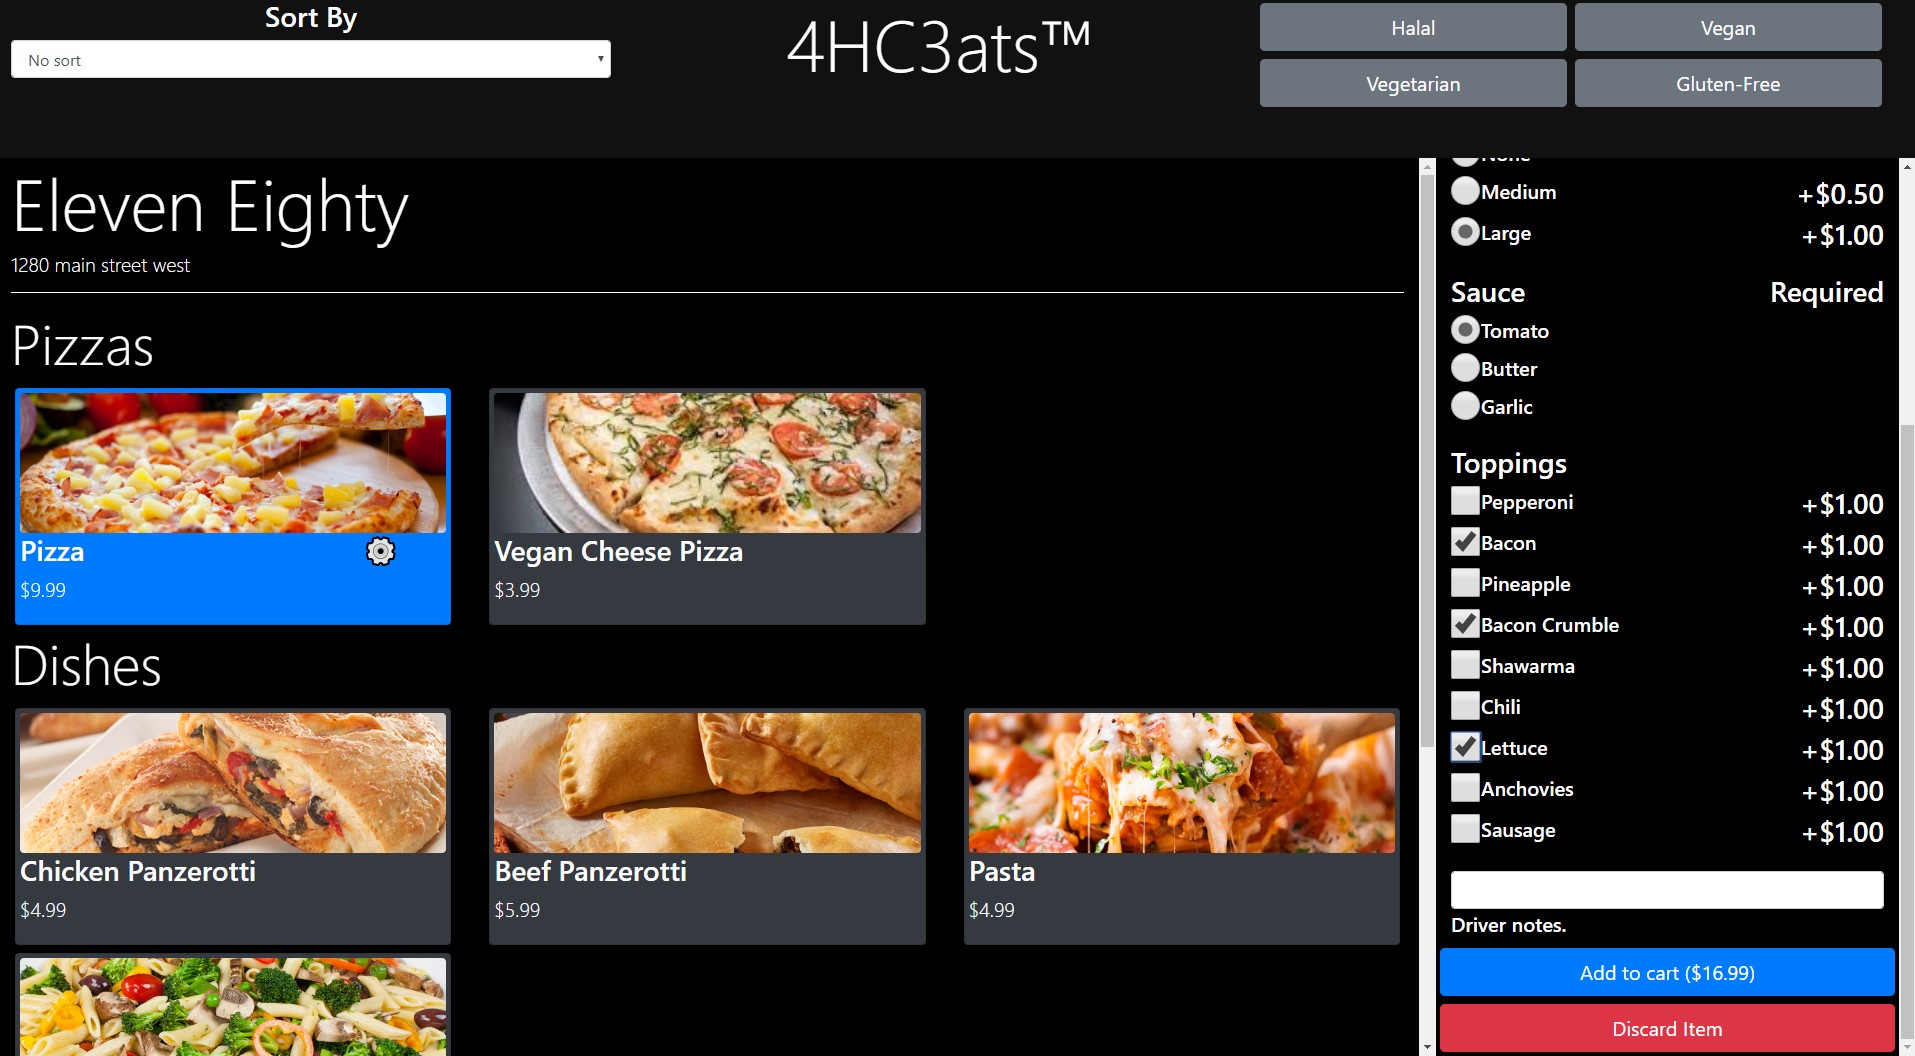 Sort By
No sort
4HC3ats™
Halal
Vegan
Vegetarian
Gluten-Free
Eleven Eighty
1280 main street west
Pizzas
Pizza
$9.99
Vegan Cheese Pizza
$3.99
Dishes
Chicken Panzerotti
$4.99
Beef Panzerotti
$5.99
Pasta
$4.99
None
Medium +$0.50
Large +$1.00
Sauce Required
Tomato
Butter
Garlic
Toppings
Pepperoni +$1.00
Bacon +$1.00
Pineapple +$1.00
Bacon Crumble +$1.00
Shawarma +$1.00
Chili +$1.00
Lettuce +$1.00
Anchovies +$1.00
Sausage +$1.00
Driver notes.
Add to cart ($16.99)
Discard Item